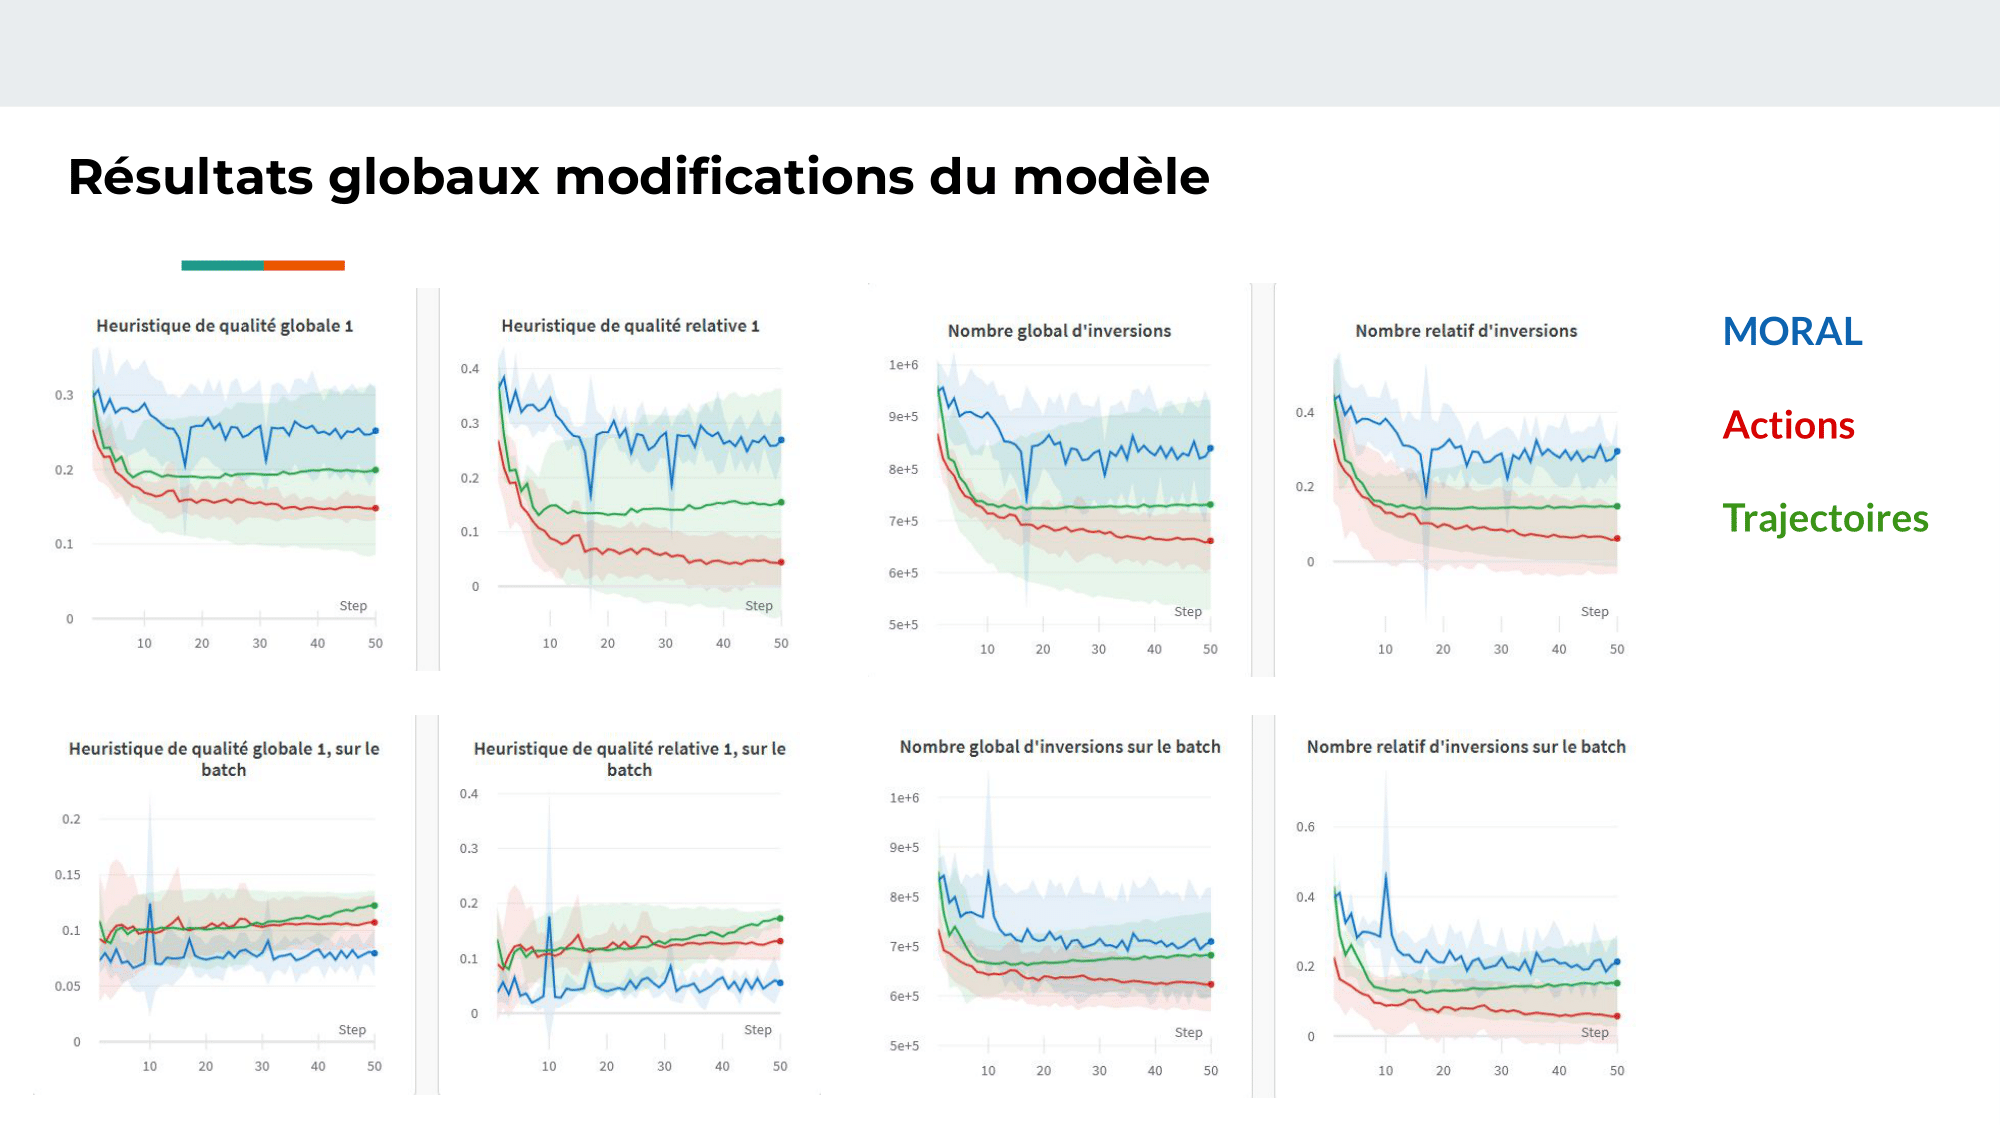 Résultats globaux modifications du modèle
Heuristique de qualité globale 1
0.3
0.2
0.1
0
Step
10 20 30 40 50
Heuristique de qualité relative 1
0.4
0.3
0.2
0.1
0
Step
10 20 30 40 50
Nombre global d'inversions
1e+6
9e+5
8e+5
7e+5
6e+5
5e+5
Step
10 20 30 40 50
Nombre relatif d'inversions
0.4
0.2
0
Step
10 20 30 40 50
MORAL
Actions
Trajectoires
Heuristique de qualité globale 1, sur le
batch
0.2
0.15
0.1
0.05
0
Step
10 20 30 40 50
Heuristique de qualité relative 1, sur le
batch
0.4
0.3
0.2
0.1
0
Step
10 20 30 40 50
Nombre global d'inversions sur le batch
1e+6
9e+5
8e+5
7e+5
6e+5
5e+5
Step
10 20 30 40 50
Nombre relatif d'inversions sur le batch
0.6
0.4
0.2
0
Step
10 20 30 40 50